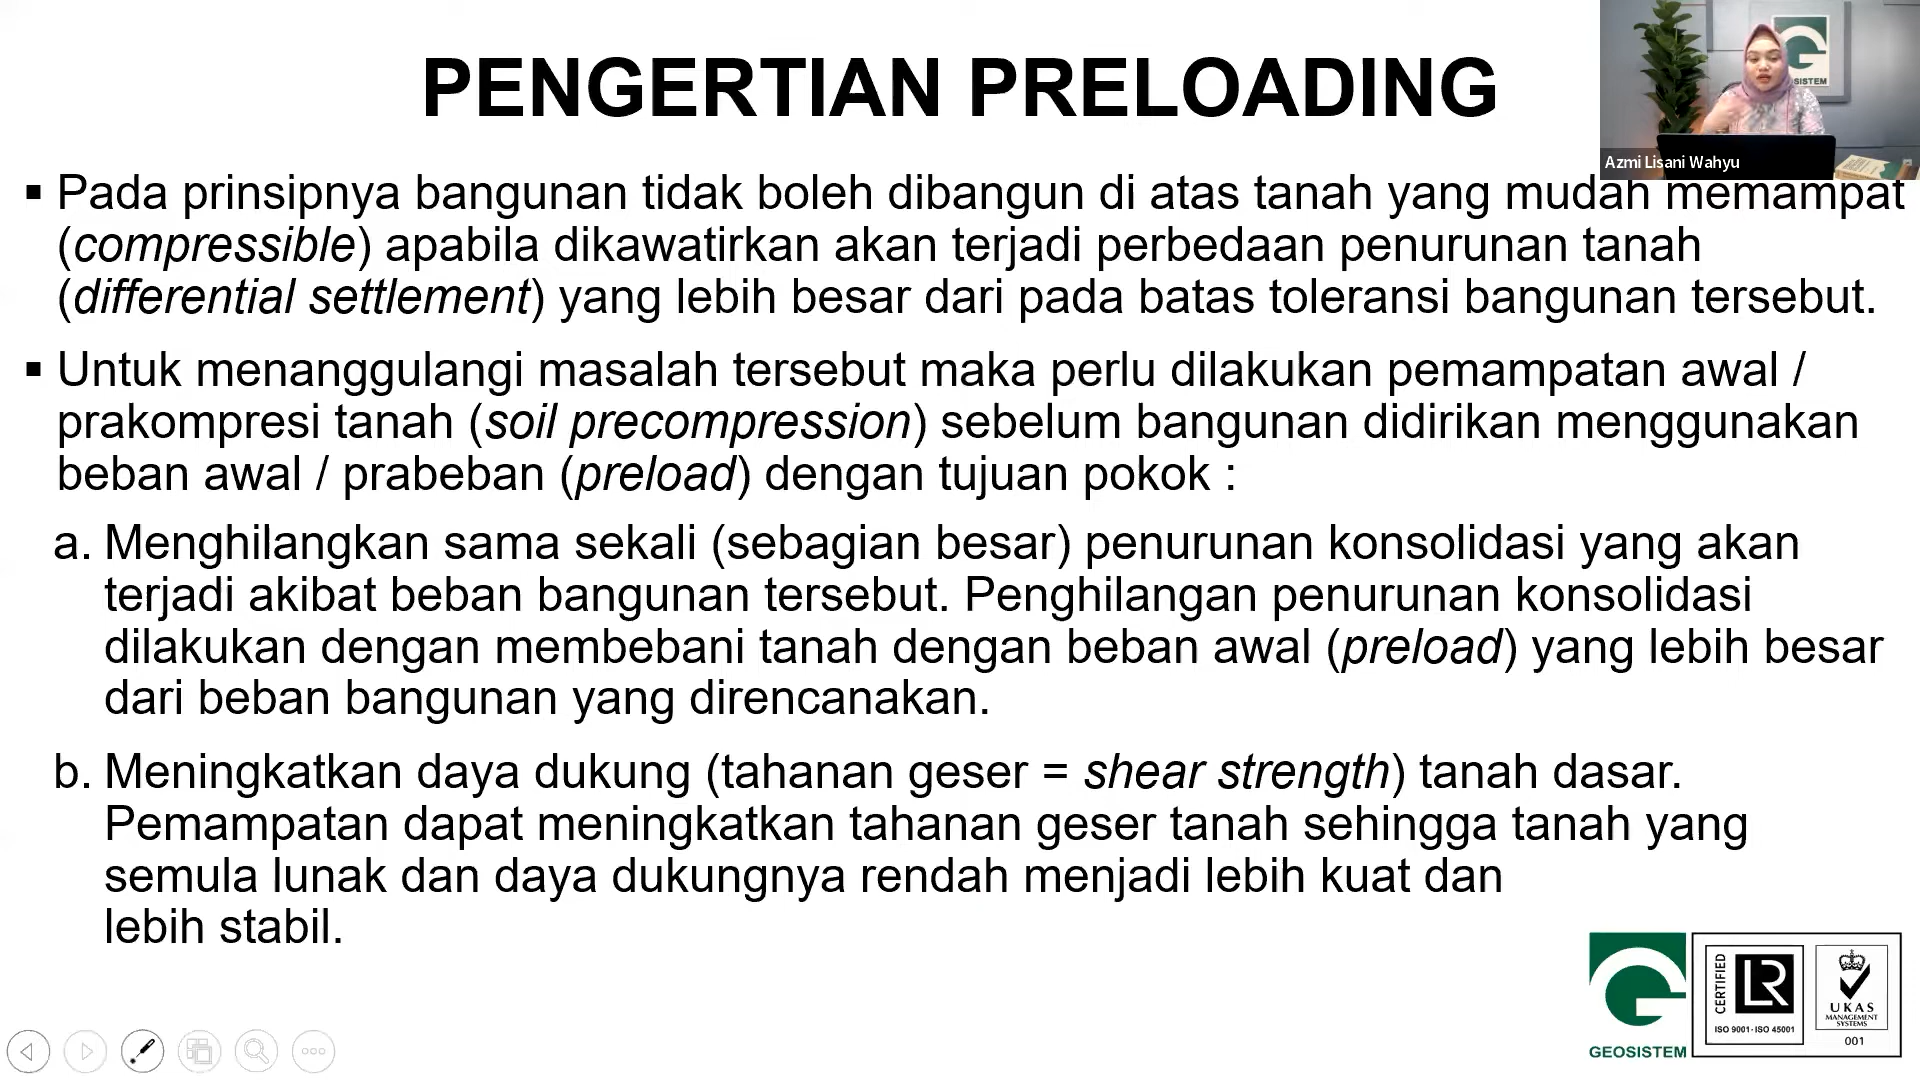 PENGERTIAN PRELOADING
SISTEM
Azmi Lisani Wahyu
▪ Pada prinsipnya bangunan tidak boleh dibangun di atas tanah yang mudah memampat
(compressible) apabila dikawatirkan akan terjadi perbedaan penurunan tanah
(differential settlement) yang lebih besar dari pada batas toleransi bangunan tersebut.
▪ Untuk menanggulangi masalah tersebut maka perlu dilakukan pemampatan awal /
prakompresi tanah (soil precompression) sebelum bangunan didirikan menggunakan
beban awal / prabeban (preload) dengan tujuan pokok :
a. Menghilangkan sama sekali (sebagian besar) penurunan konsolidasi yang akan
terjadi akibat beban bangunan tersebut. Penghilangan penurunan konsolidasi
dilakukan dengan membebani tanah dengan beban awal (preload) yang lebih besar
dari beban bangunan yang direncanakan.
b. Meningkatkan daya dukung (tahanan geser = shear strength) tanah dasar.
Pemampatan dapat meningkatkan tahanan geser tanah sehingga tanah yang
semula lunak dan daya dukungnya rendah menjadi lebih kuat dan
lebih stabil.
GEOSISTEM
CERTIFIED
LR
ISO 9001 · ISO 45001
UKAS
MANAGEMENT
SYSTEMS
001